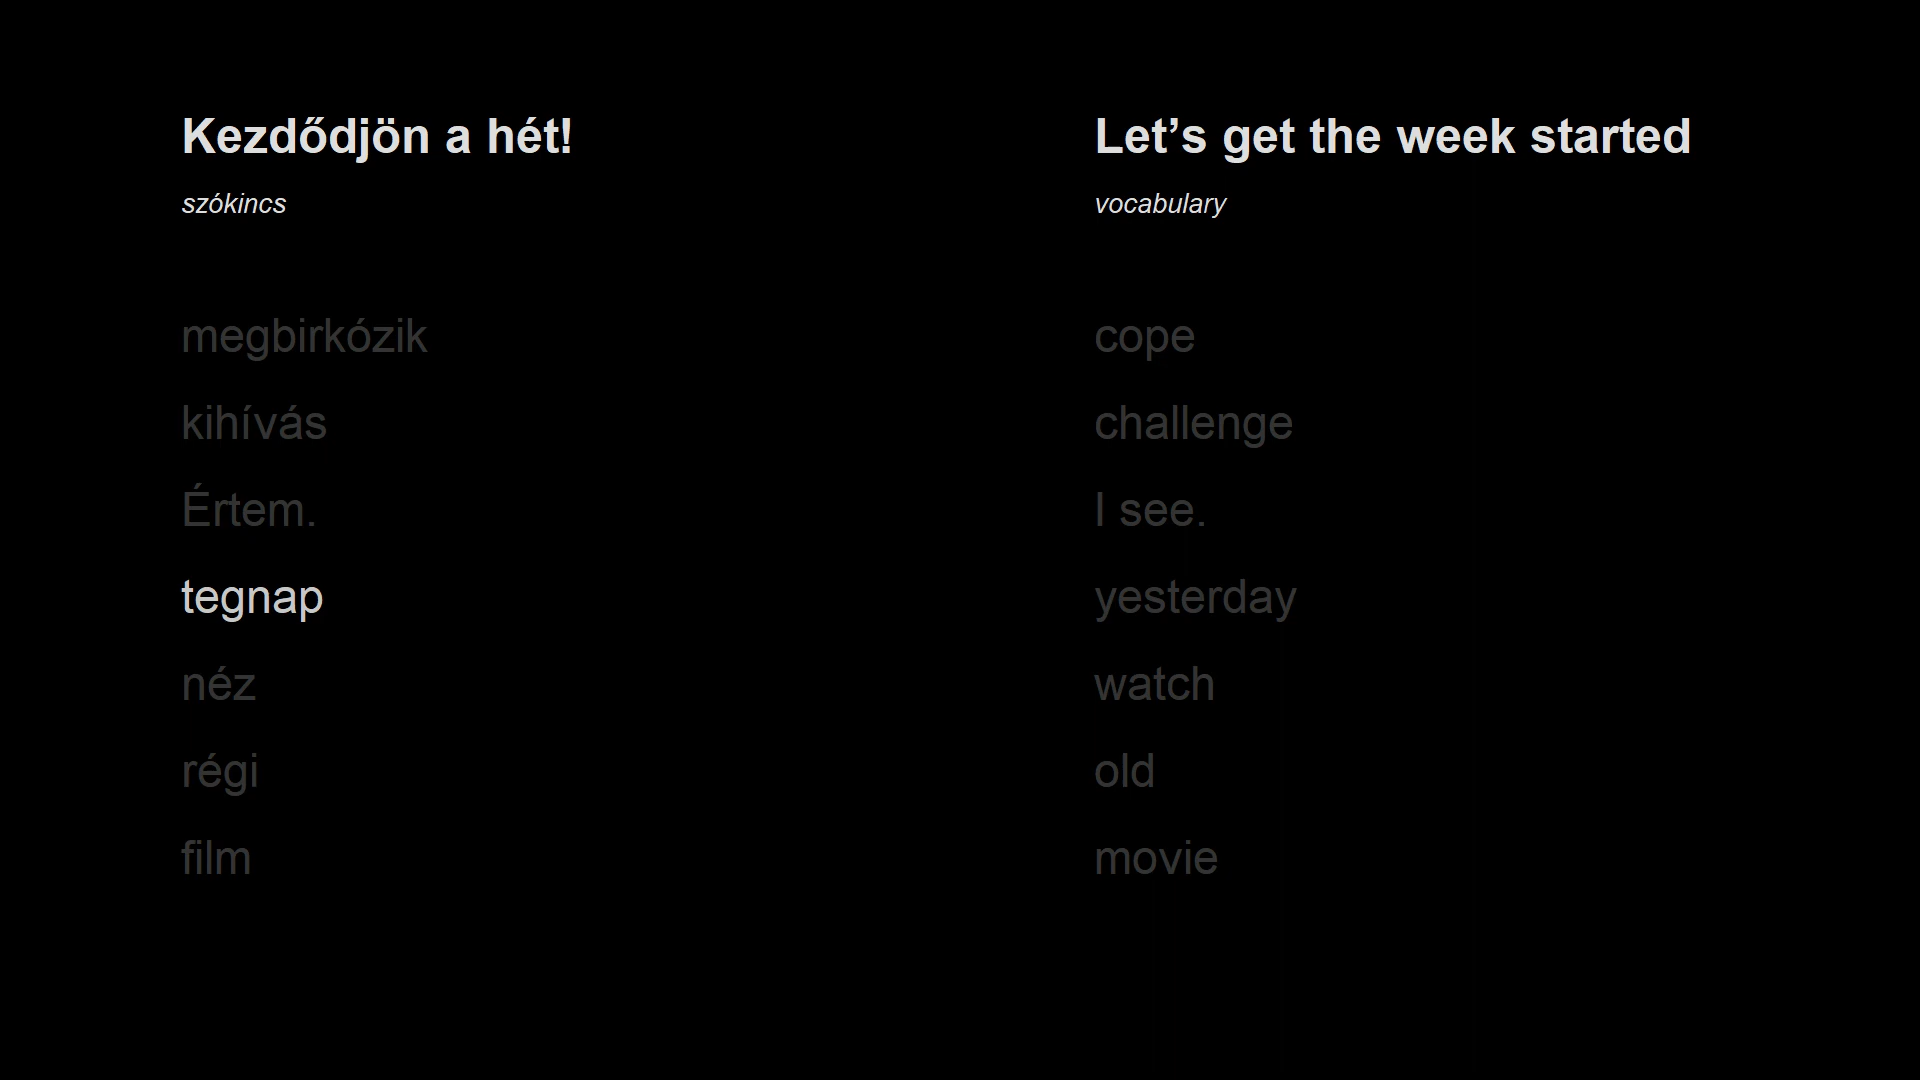 Kezdődjön a hét!
szókincs
megbirkózik
kihívás
Értem.
tegnap
néz
régi
film
Let’s get the week started
vocabulary
cope
challenge
I see.
yesterday
watch
old
movie